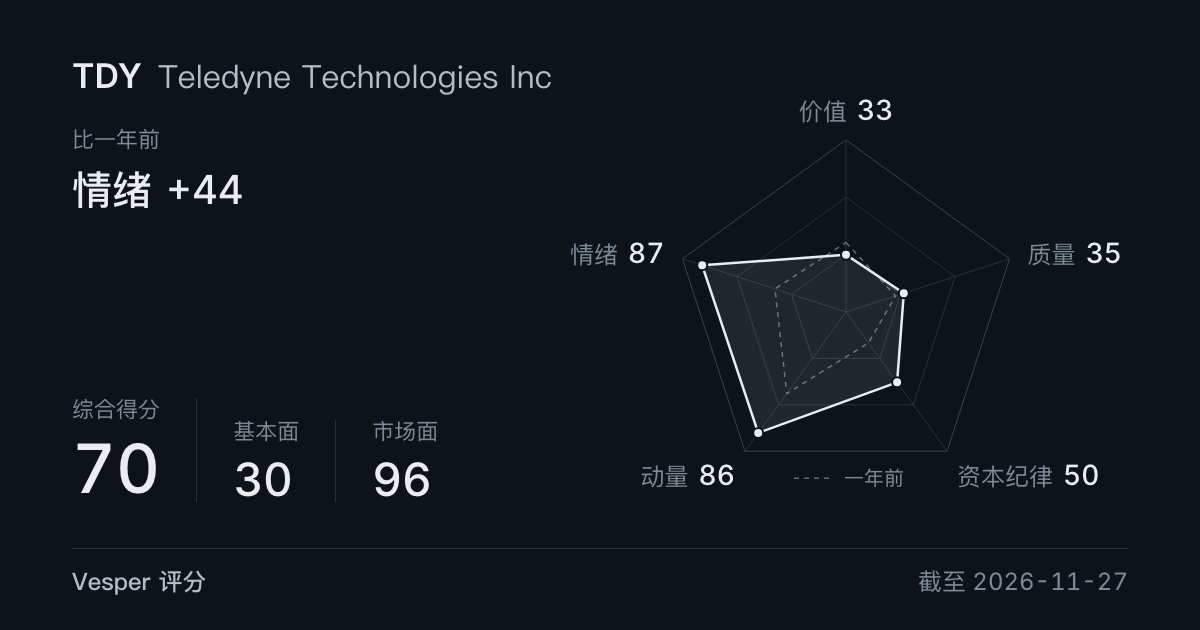 TDY Teledyne Technologies Inc
比一年前
情绪 +44
价值 33
情绪 87
质量 35
动量 86
一年前
资本纪律 50
综合得分
70
基本面
30
市场面
96
Vesper 评分
截至 2026-11-27